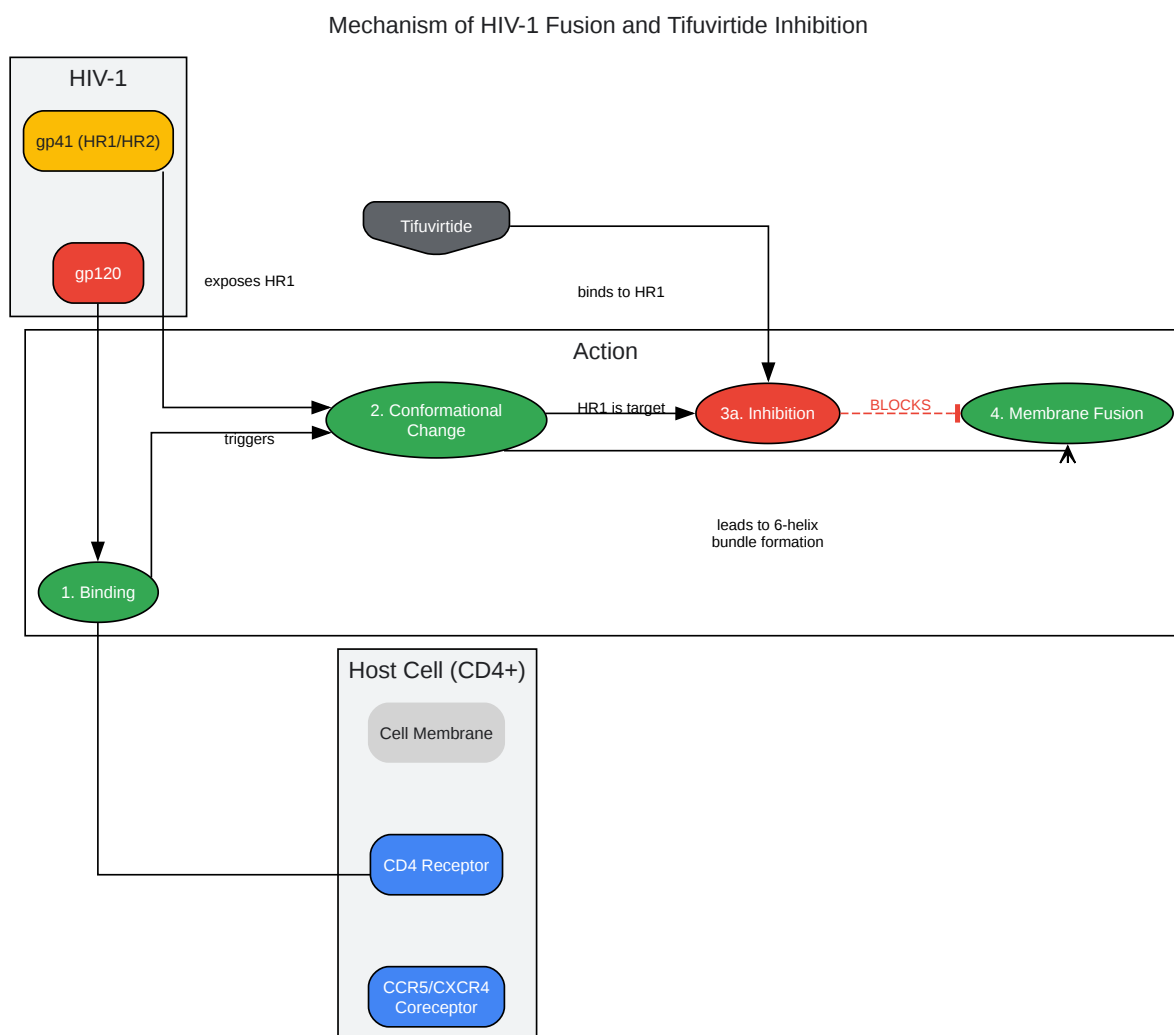 Mechanism of HIV-1 Fusion and Tifuvirtide Inhibition
HIV-1
gp41 (HR1/HR2)
Tifuvirtide
gp120
exposes HR1
binds to HR1
Action
2. Conformational
Change
HR1 is target
3a. Inhibition
BLOCKS
4. Membrane Fusion
triggers
leads to 6-helix
bundle formation
1. Binding
Host Cell (CD4+)
Cell Membrane
CD4 Receptor
CCR5/CXCR4
Coreceptor